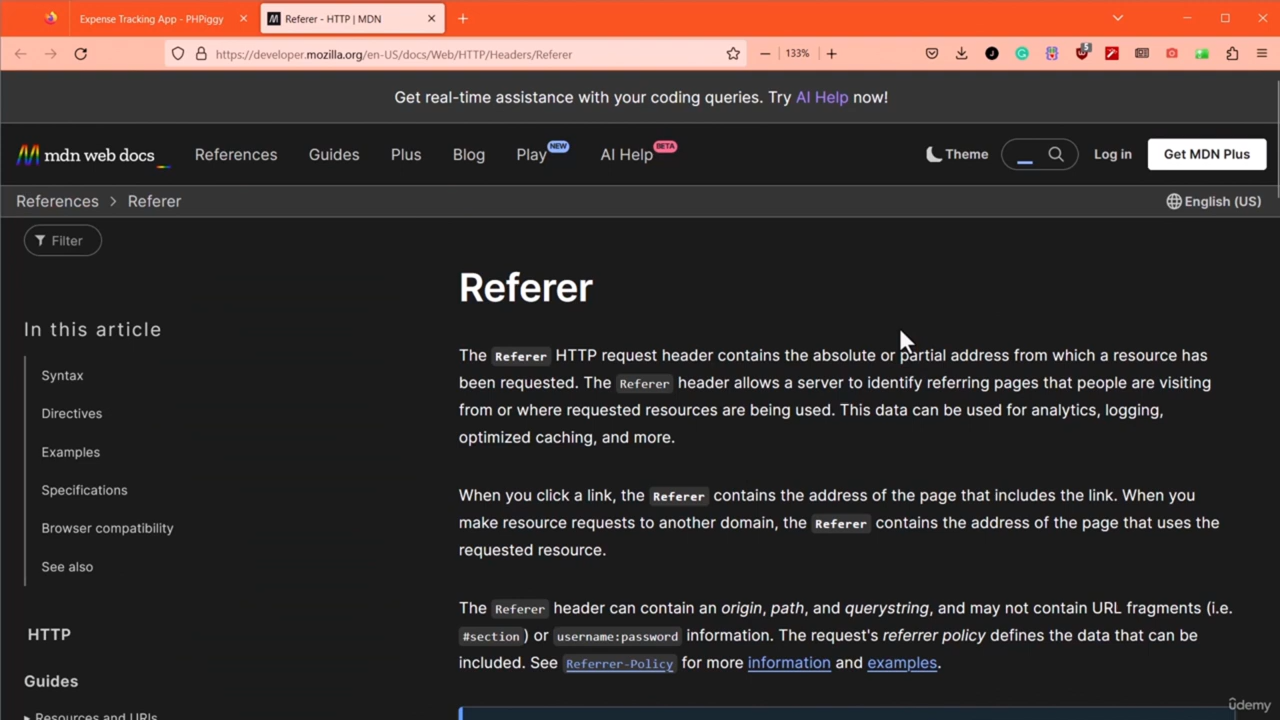 Expense Tracking App - PHPiggy
Referer - HTTP | MDN
https://developer.mozilla.org/en-US/docs/Web/HTTP/Headers/Referer
133%
J
5
Get real-time assistance with your coding queries. Try AI Help now!
mdn web docs _ References Guides Plus Blog Play NEW AI Help BETA Theme Log in Get MDN Plus
References > Referer English (US)
Filter
Referer
In this article
Syntax
Directives
Examples
Specifications
Browser compatibility
See also
HTTP
Guides
Resources and URIs
The Referer HTTP request header contains the absolute or partial address from which a resource has
been requested. The Referer header allows a server to identify referring pages that people are visiting
from or where requested resources are being used. This data can be used for analytics, logging,
optimized caching, and more.
When you click a link, the Referer contains the address of the page that includes the link. When you
make resource requests to another domain, the Referer contains the address of the page that uses the
requested resource.
The Referer header can contain an origin, path, and querystring, and may not contain URL fragments (i.e.
#section) or username:password information. The request's referrer policy defines the data that can be
included. See Referrer-Policy for more information and examples.
ûdemy